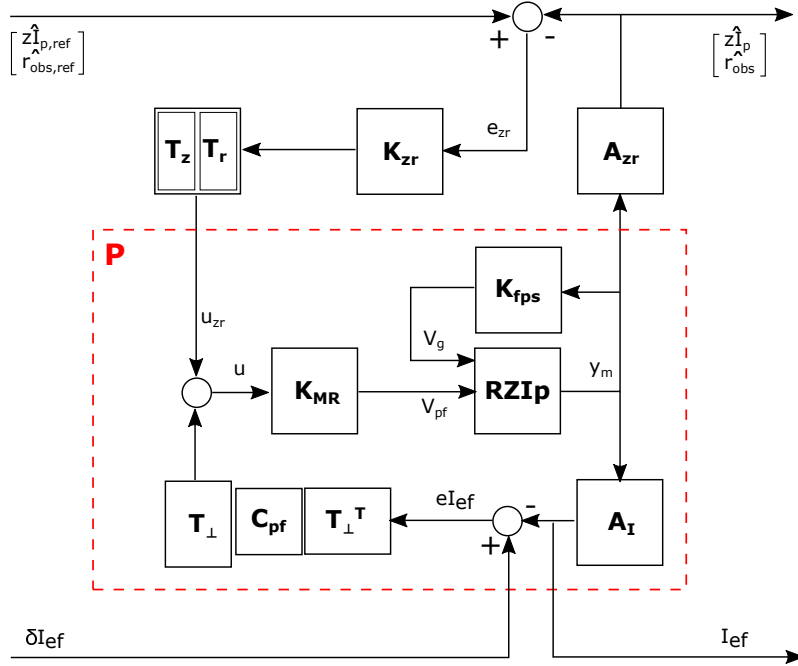 + -
[ zÎp,ref
r̂obs,ref ]
[ zÎp
r̂obs ]
ezr
Tz Tr
Kzr
Azr
P
Kfps
uzr
Vg
u
KMR
Vpf
RZIp
ym
T⊥
Cpf
T⊥ᵀ
eIef
-
+
AI
δIef
Ief